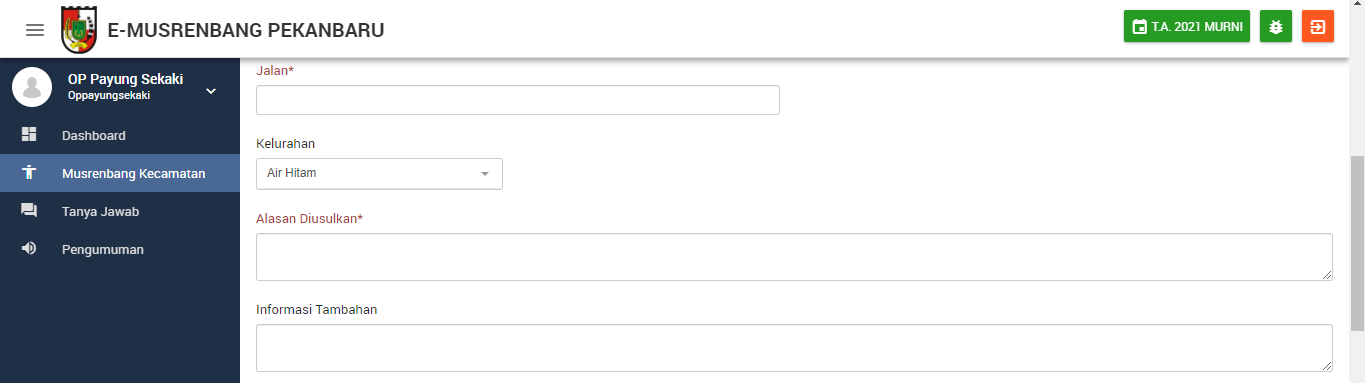 E-MUSRENBANG PEKANBARU
T.A. 2021 MURNI
OP Payung Sekaki
Oppayungsekaki
Dashboard
Musrenbang Kecamatan
Tanya Jawab
Pengumuman
Jalan*
Kelurahan
Air Hitam
Alasan Diusulkan*
Informasi Tambahan